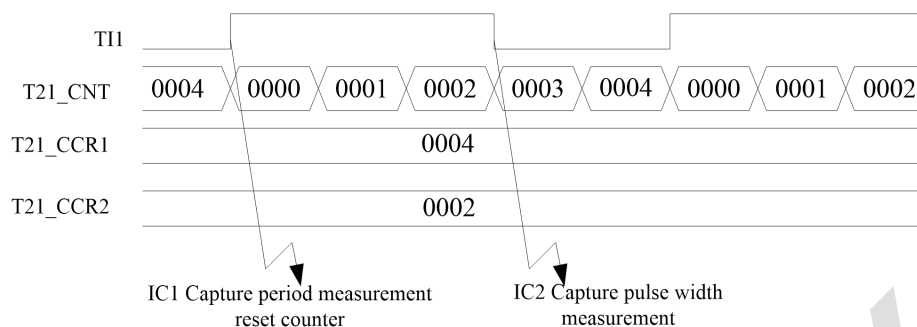 TI1
T21_CNT 0004 0000 0001 0002 0003 0004 0000 0001 0002
T21_CCR1 0004
T21_CCR2 0002
IC1 Capture period measurement
reset counter
IC2 Capture pulse width
measurement